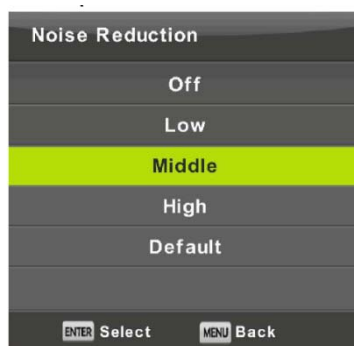 Noise Reduction
Off
Low
Middle
High
Default
ENTER Select MENU Back